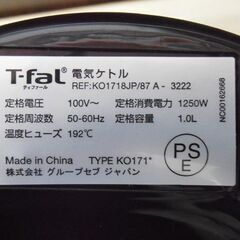 T-fal 電気ケトル
ティファール
REF:KO1718JP/87 A - 3222
定格電圧 100V~ 定格消費電力 1250W
定格周波数 50-60Hz 定格容量 1.0L
温度ヒューズ 192℃
Made in China TYPE KO171*
株式会社 グループセブ ジャパン
PS
E
NC00162668